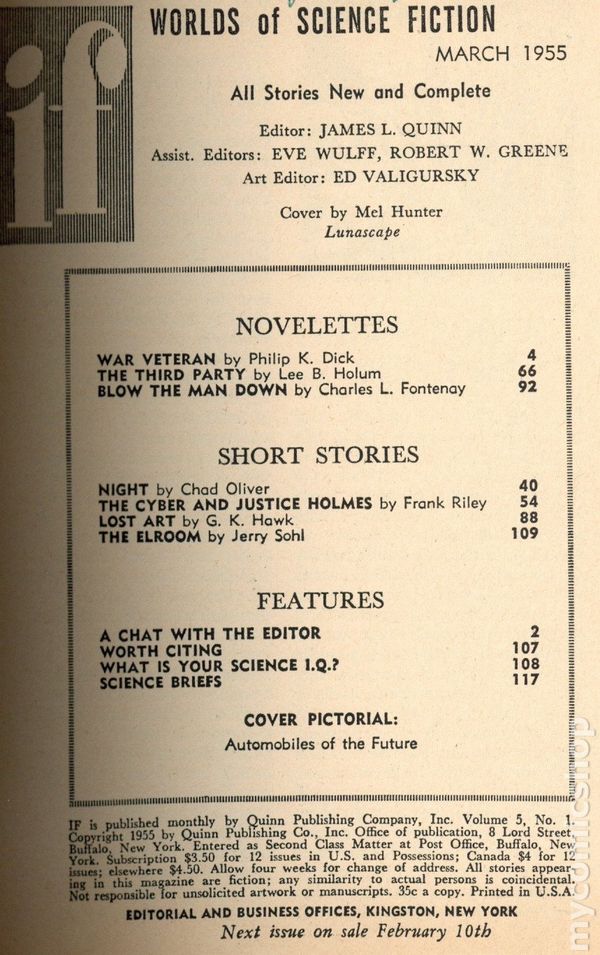 if
WORLDS of SCIENCE FICTION
MARCH 1955
All Stories New and Complete
Editor: JAMES L. QUINN
Assist. Editors: EVE WULFF, ROBERT W. GREENE
Art Editor: ED VALIGURSKY
Cover by Mel Hunter
Lunascape
NOVELETTES
WAR VETERAN by Philip K. Dick 4
THE THIRD PARTY by Lee B. Holum 66
BLOW THE MAN DOWN by Charles L. Fontenay 92
SHORT STORIES
NIGHT by Chad Oliver 40
THE CYBER AND JUSTICE HOLMES by Frank Riley 54
LOST ART by G. K. Hawk 88
THE ELROOM by Jerry Sohl 109
FEATURES
A CHAT WITH THE EDITOR 2
WORTH CITING 107
WHAT IS YOUR SCIENCE I.Q.? 108
SCIENCE BRIEFS 117
COVER PICTORIAL:
Automobiles of the Future
IF is published monthly by Quinn Publishing Company, Inc. Volume 5, No. 1.
Copyright 1955 by Quinn Publishing Co., Inc. Office of publication, 8 Lord Street,
Buffalo, New York. Entered as Second Class Matter at Post Office, Buffalo, New
York. Subscription $3.50 for 12 issues in U.S. and Possessions; Canada $4 for 12
issues; elsewhere $4.50. Allow four weeks for change of address. All stories appear-
ing in this magazine are fiction; any similarity to actual persons is coincidental.
Not responsible for unsolicited artwork or manuscripts. 35c a copy. Printed in U.S.A.
EDITORIAL AND BUSINESS OFFICES, KINGSTON, NEW YORK
Next issue on sale February 10th
mycomicshop